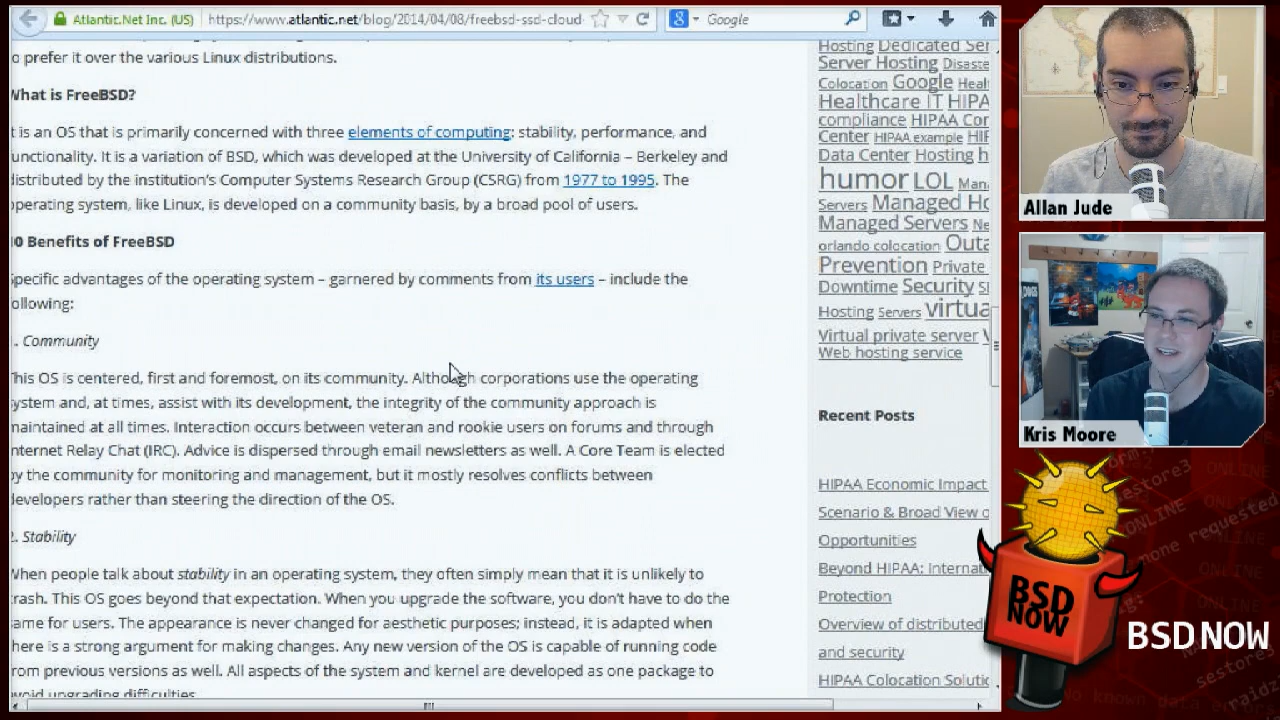 Atlantic.Net Inc. (US)
https://www.atlantic.net/blog/2014/04/08/freebsd-ssd-cloud-
Google
o prefer it over the various Linux distributions.
What is FreeBSD?
t is an OS that is primarily concerned with three elements of computing: stability, performance, and
unctionality. It is a variation of BSD, which was developed at the University of California – Berkeley and
distributed by the institution's Computer Systems Research Group (CSRG) from 1977 to 1995. The
operating system, like Linux, is developed on a community basis, by a broad pool of users.
10 Benefits of FreeBSD
Specific advantages of the operating system – garnered by comments from its users – include the
following:
1. Community
This OS is centered, first and foremost, on its community. Although corporations use the operating
system and, at times, assist with its development, the integrity of the community approach is
maintained at all times. Interaction occurs between veteran and rookie users on forums and through
Internet Relay Chat (IRC). Advice is dispersed through email newsletters as well. A Core Team is elected
by the community for monitoring and management, but it mostly resolves conflicts between
developers rather than steering the direction of the OS.
2. Stability
When people talk about stability in an operating system, they often simply mean that it is unlikely to
crash. This OS goes beyond that expectation. When you upgrade the software, you don't have to do the
same for users. The appearance is never changed for aesthetic purposes; instead, it is adapted when
there is a strong argument for making changes. Any new version of the OS is capable of running code
from previous versions as well. All aspects of the system and kernel are developed as one package to
avoid upgrading difficulties.
Hosting Dedicated Ser
Server Hosting Disaste
Colocation Google Heal
Healthcare IT HIPA
compliance HIPAA Con
Center HIPAA example HIP
Data Center Hosting h
humor LOL Man
Servers Managed Ho
Managed Servers Ne
orlando colocation Outa
Prevention Private
Downtime Security S
Hosting Servers virtua
Virtual private server V
Web hosting service
Recent Posts
HIPAA Economic Impact
Scenario & Broad View o
Opportunities
Beyond HIPAA: Internat
Protection
Overview of distributed
and security
HIPAA Colocation Soluti
Allan Jude
Kris Moore
BSD
NOW
BSD NOW